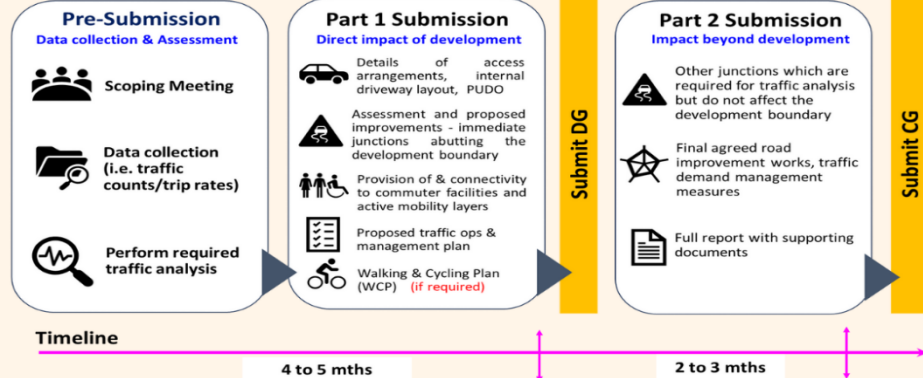 Pre-Submission
Data collection & Assessment
Scoping Meeting
Data collection
(i.e. traffic
counts/trip rates)
Perform required
traffic analysis
Part 1 Submission
Direct impact of development
Details of access
arrangements, internal
driveway layout, PUDO
Assessment and proposed
improvements - immediate
junctions abutting the
development boundary
Provision of & connectivity
to commuter facilities and
active mobility layers
Proposed traffic ops &
management plan
Walking & Cycling Plan
(WCP) (if required)
Submit DG
Part 2 Submission
Impact beyond development
Other junctions which are
required for traffic analysis
but do not affect the
development boundary
Final agreed road
improvement works, traffic
demand management
measures
Full report with supporting
documents
Submit CG
Timeline
4 to 5 mths
2 to 3 mths